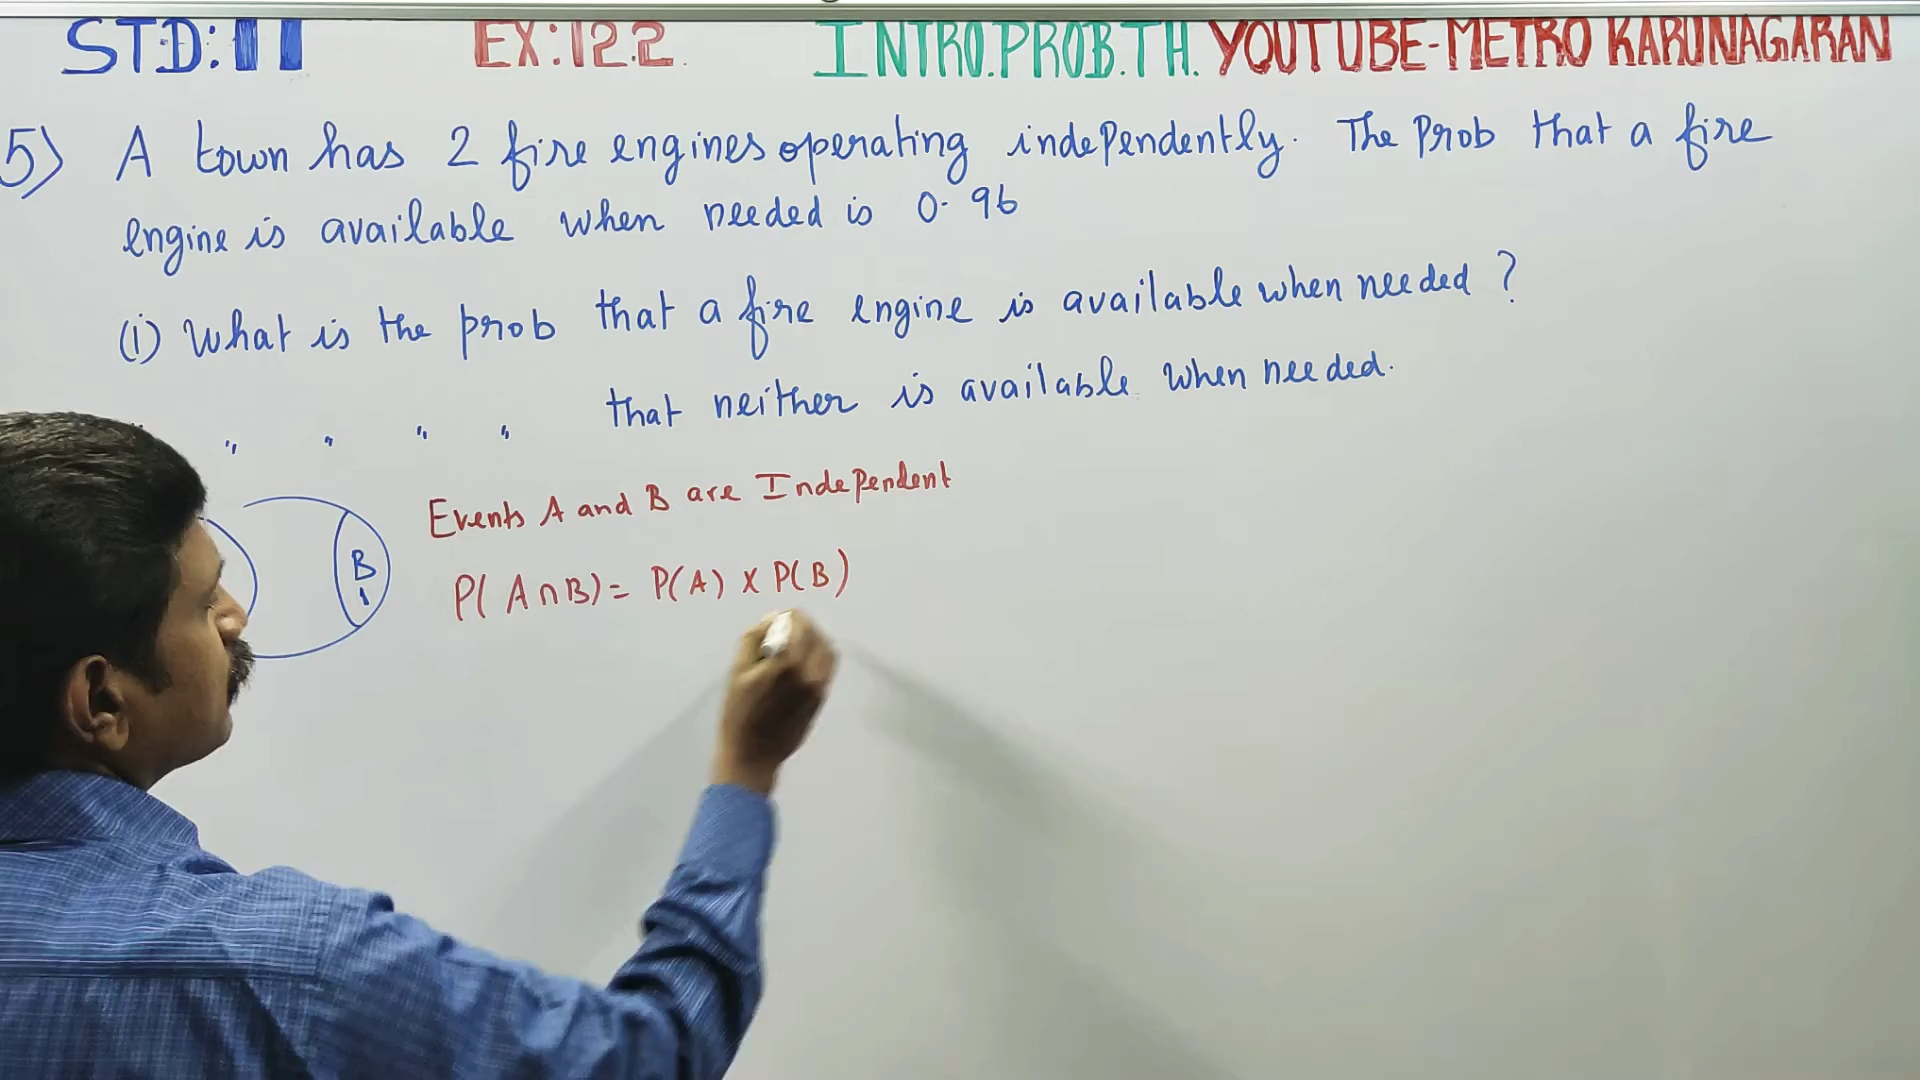 STD: 11 EX: 12.2. INTRO. PROB. TH. YOUTUBE-METRO KARUNAGARAN
5) A town has 2 fire engines operating independently. The Prob that a fire
engine is available when needed is 0.96
(i) What is the prob that a fire engine is available when needed ?
" " " " that neither is available when needed.
Events A and B are Independent
B
P( A∩B) = P(A) X P(B)